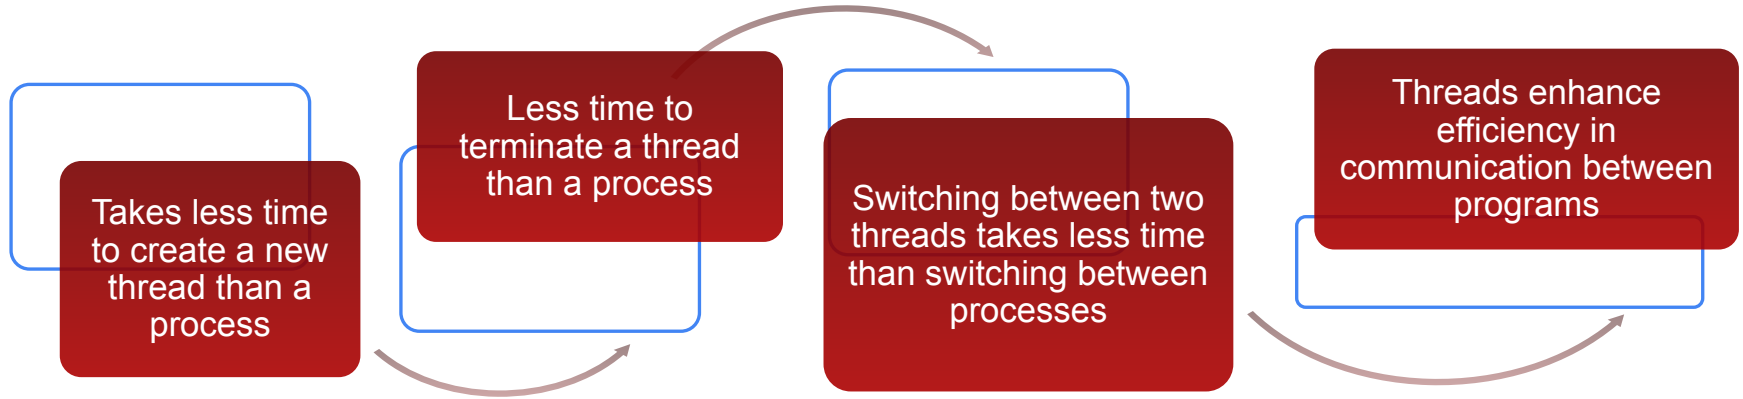 Takes less time
to create a new
thread than a
process
Less time to
terminate a thread
than a process
Switching between two
threads takes less time
than switching between
processes
Threads enhance
efficiency in
communication between
programs